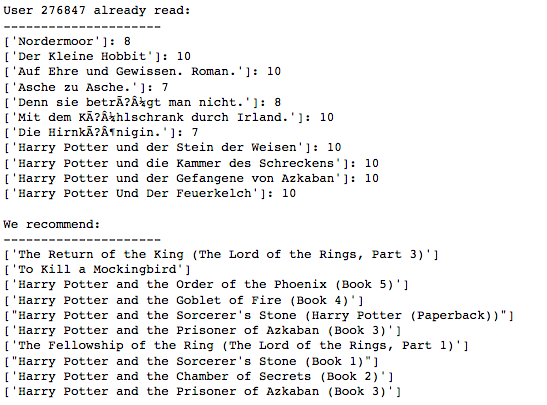 User 276847 already read:
---------------------
['Nordermoor']: 8
['Der Kleine Hobbit']: 10
['Auf Ehre und Gewissen. Roman.']: 10
['Asche zu Asche.']: 7
['Denn sie betrÃ?Â¼gt man nicht.']: 8
['Mit dem KÃ?Â¼hlschrank durch Irland.']: 10
['Die HirnkÃ?Â¶nigin.']: 7
['Harry Potter und der Stein der Weisen']: 10
['Harry Potter und die Kammer des Schreckens']: 10
['Harry Potter und der Gefangene von Azkaban']: 10
['Harry Potter Und Der Feuerkelch']: 10
We recommend:
---------------------
['The Return of the King (The Lord of the Rings, Part 3)']
['To Kill a Mockingbird']
['Harry Potter and the Order of the Phoenix (Book 5)']
['Harry Potter and the Goblet of Fire (Book 4)']
["Harry Potter and the Sorcerer's Stone (Harry Potter (Paperback))"]
['Harry Potter and the Prisoner of Azkaban (Book 3)']
['The Fellowship of the Ring (The Lord of the Rings, Part 1)']
["Harry Potter and the Sorcerer's Stone (Book 1)"]
['Harry Potter and the Chamber of Secrets (Book 2)']
['Harry Potter and the Prisoner of Azkaban (Book 3)']